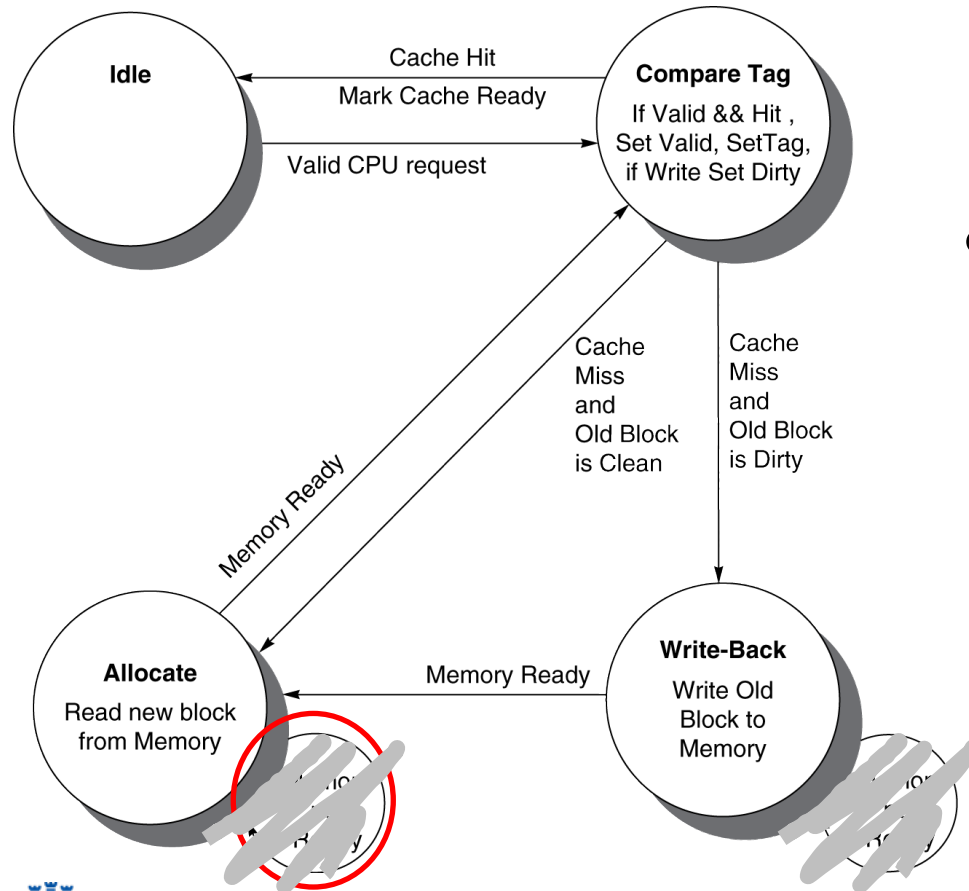 Idle
Cache Hit
Mark Cache Ready
Valid CPU request
Compare Tag
If Valid && Hit ,
Set Valid, SetTag,
if Write Set Dirty
Cache
Miss
and
Old Block
is Clean
Cache
Miss
and
Old Block
is Dirty
Memory Ready
Allocate
Read new block
from Memory
Memory Ready
Write-Back
Write Old
Block to
Memory